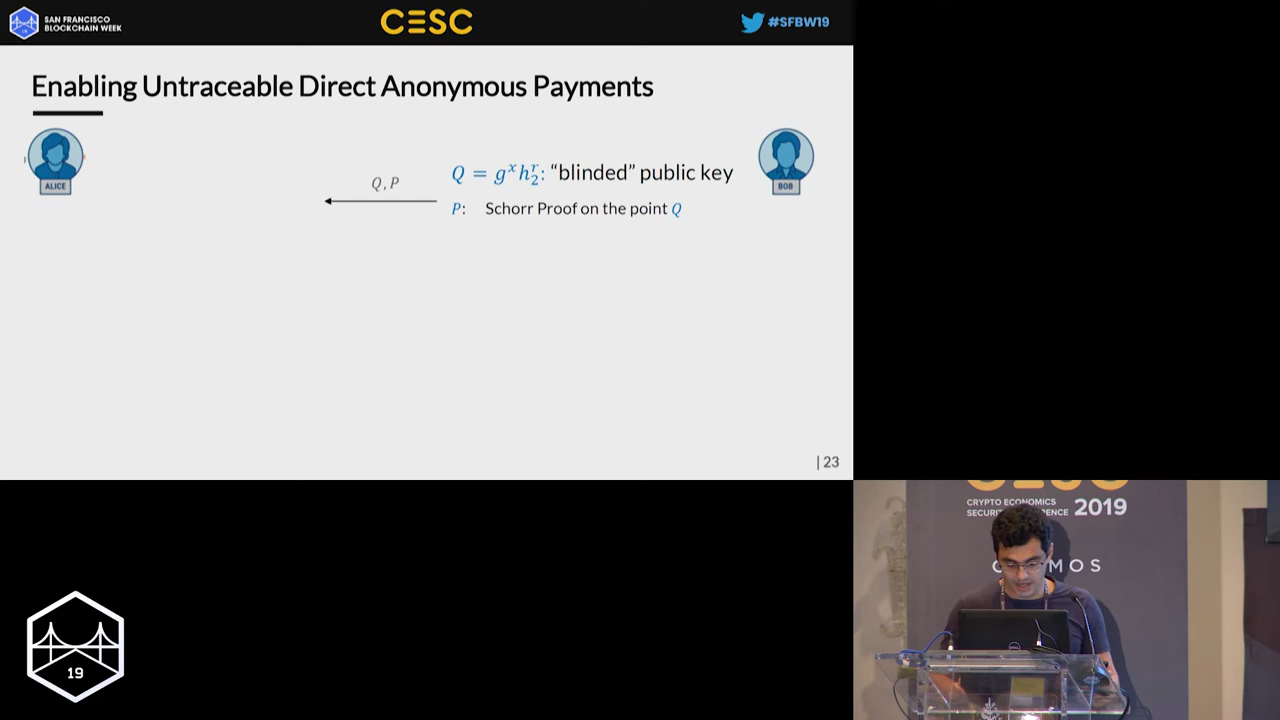 SAN FRANCISCO
BLOCKCHAIN WEEK
19
CESC
#SFBW19
Enabling Untraceable Direct Anonymous Payments
ALICE
Q, P
Q = g^x h_2^r: “blinded” public key
P: Schorr Proof on the point Q
BOB
| 23
CRYPTO ECONOMICS
2019
19